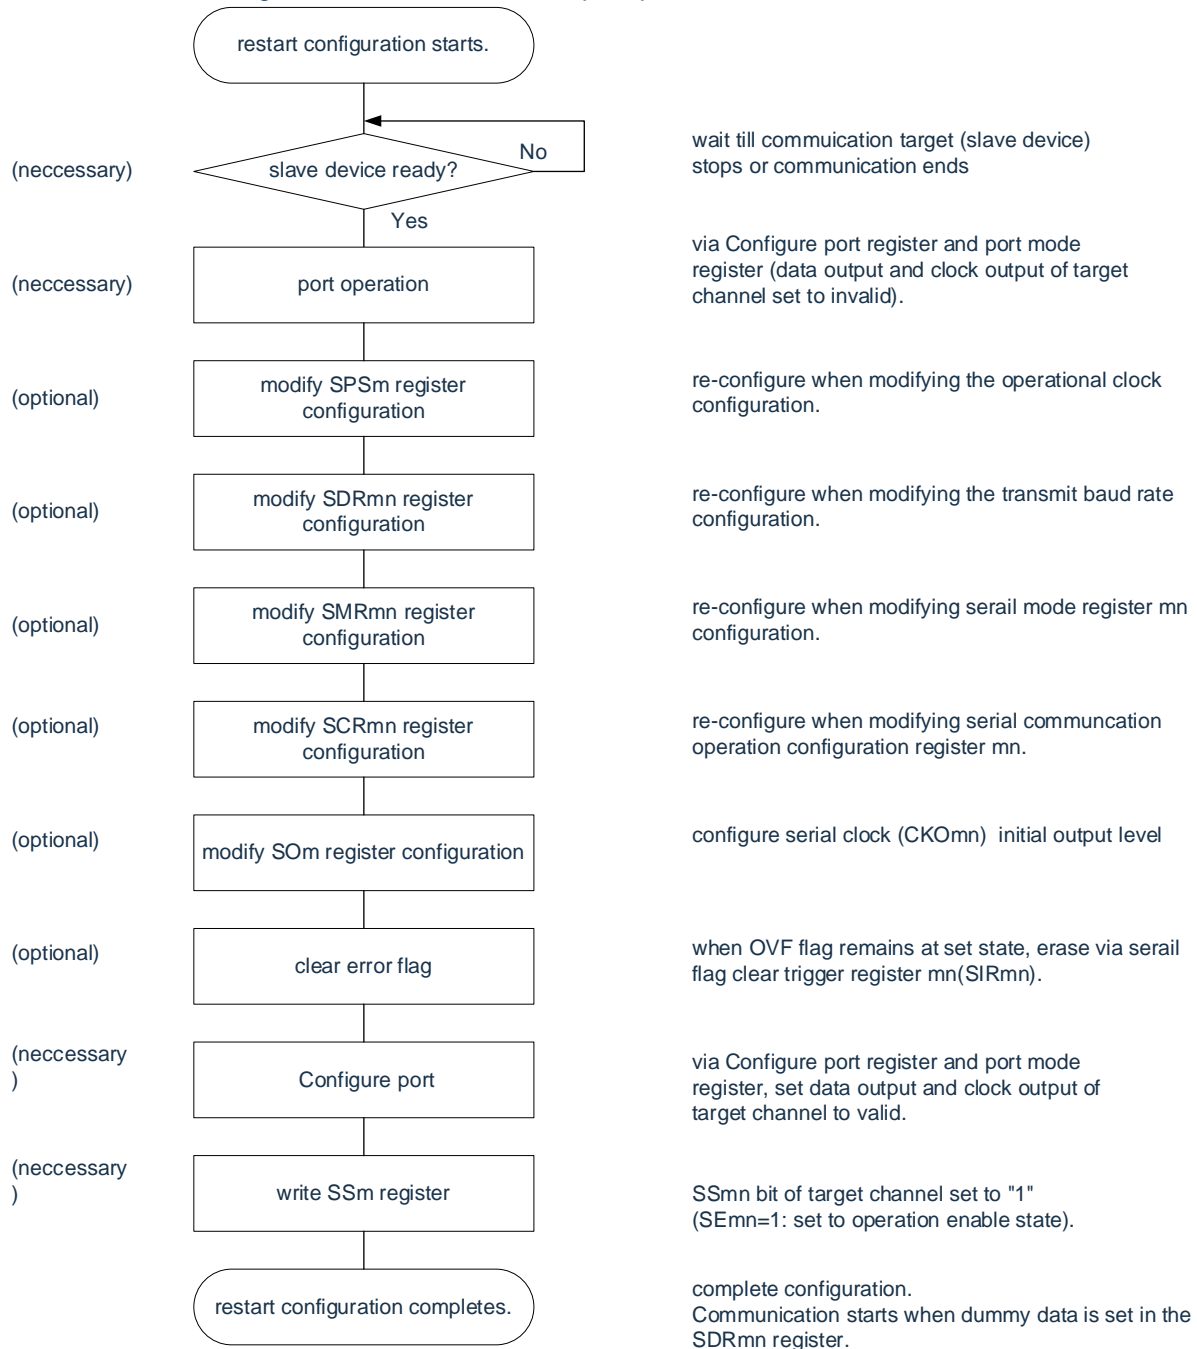 restart configuration starts.
wait till commuication target (slave device)
stops or communication ends
(neccessary)
slave device ready?
No
Yes
via Configure port register and port mode
register (data output and clock output of target
channel set to invalid).
(neccessary)
port operation
(optional)
modify SPSm register
configuration
re-configure when modifying the operational clock
configuration.
(optional)
modify SDRmn register
configuration
re-configure when modifying the transmit baud rate
configuration.
(optional)
modify SMRmn register
configuration
re-configure when modifying serail mode register mn
configuration.
(optional)
modify SCRmn register
configuration
re-configure when modifying serial communcation
operation configuration register mn.
(optional)
modify SOm register configuration
configure serial clock (CKOmn)  initial output level
(optional)
clear error flag
when OVF flag remains at set state, erase via serail
flag clear trigger register mn(SIRmn).
(neccessary
)
Configure port
via Configure port register and port mode
register, set data output and clock output of
target channel to valid.
(neccessary
)
write SSm register
SSmn bit of target channel set to "1"
(SEmn=1: set to operation enable state).
restart configuration completes.
complete configuration.
Communication starts when dummy data is set in the
SDRmn register.